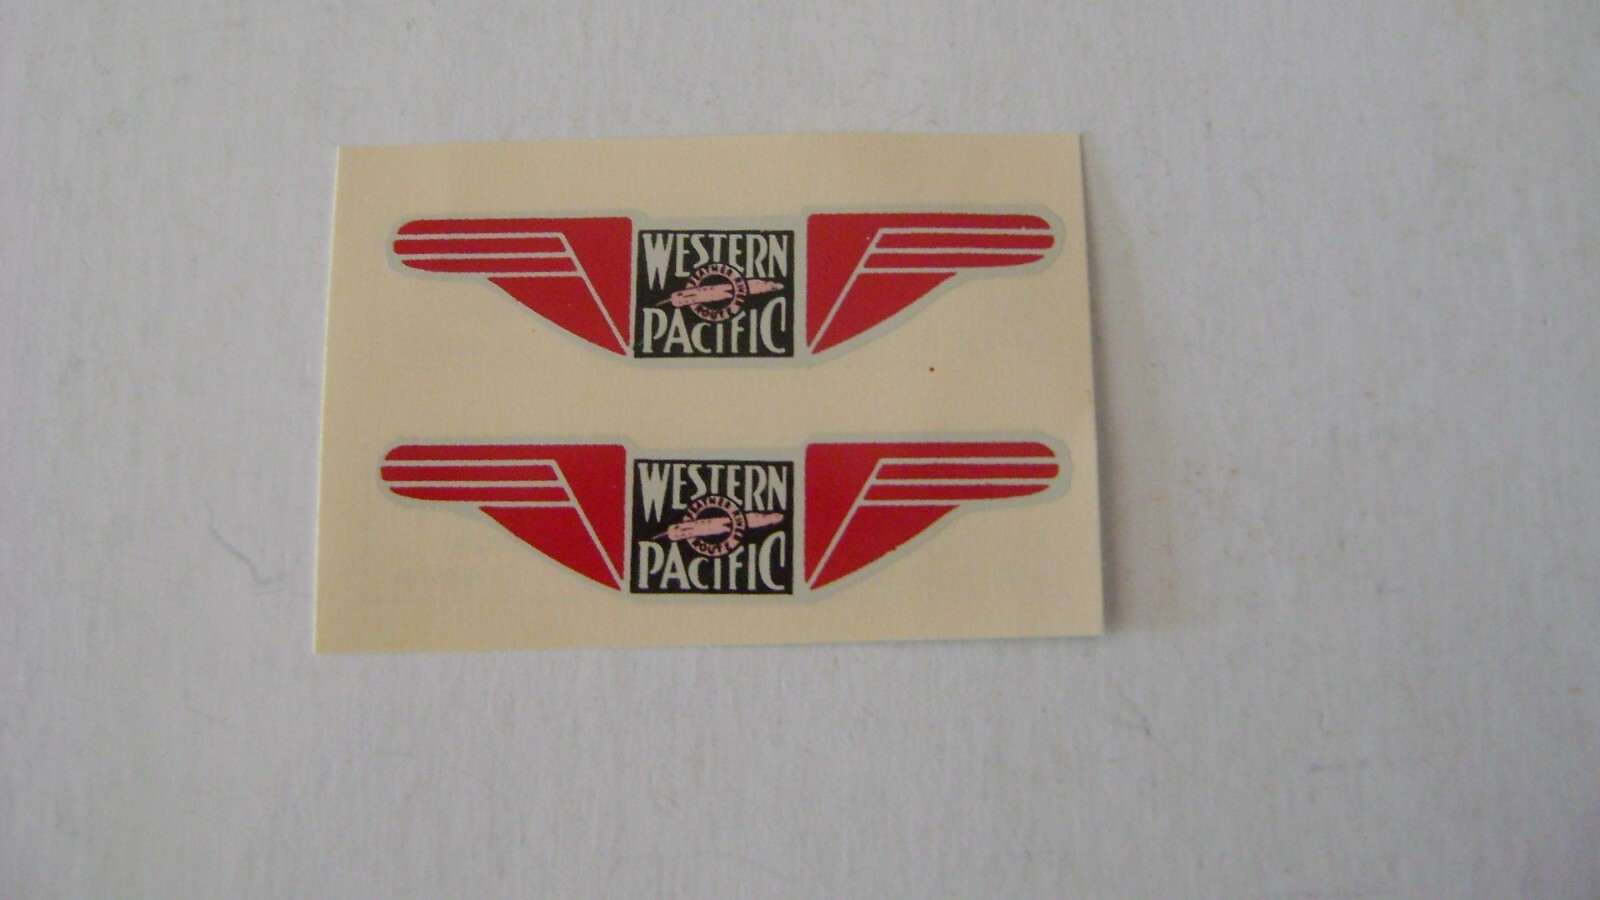 WESTERN
FEATHER RIVER
ROUTE
PACIFIC
WESTERN
FEATHER RIVER
ROUTE
PACIFIC